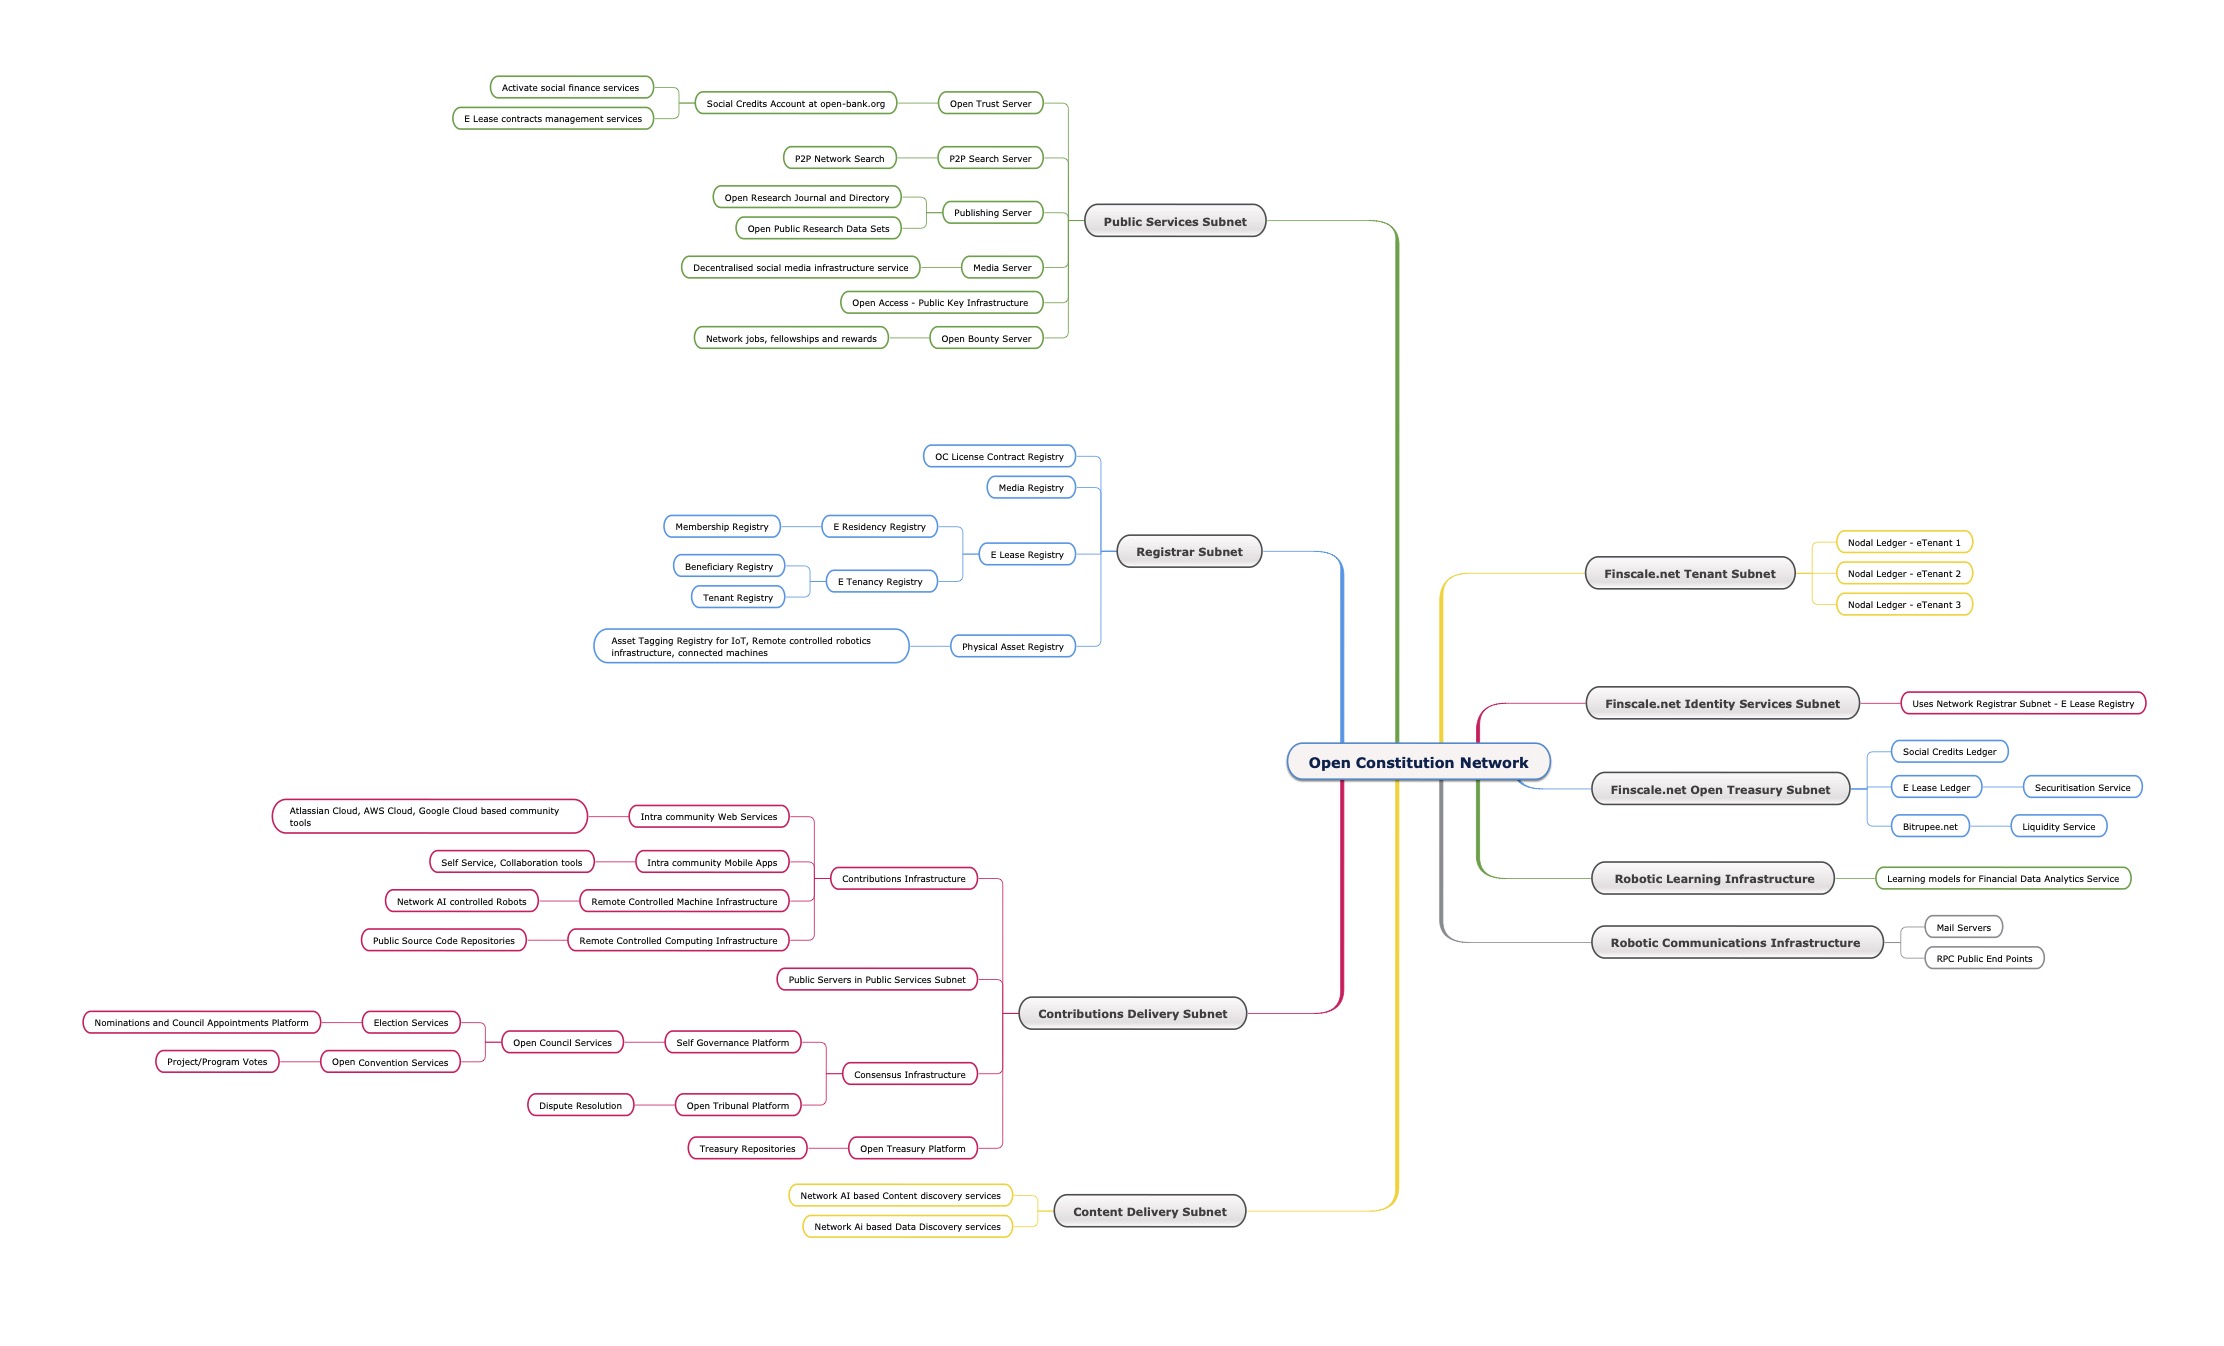 Activate social finance services
E Lease contracts management services
Social Credits Account at open-bank.org
Open Trust Server
P2P Network Search
P2P Search Server
Open Research Journal and Directory
Open Public Research Data Sets
Publishing Server
Decentralised social media infrastructure service
Media Server
Open Access - Public Key Infrastructure
Network jobs, fellowships and rewards
Open Bounty Server
Public Services Subnet
OC License Contract Registry
Media Registry
Membership Registry
E Residency Registry
Beneficiary Registry
Tenant Registry
E Tenancy Registry
E Lease Registry
Asset Tagging Registry for IoT, Remote controlled robotics
infrastructure, connected machines
Physical Asset Registry
Registrar Subnet
Atlassian Cloud, AWS Cloud, Google Cloud based community
tools
Intra community Web Services
Self Service, Collaboration tools
Intra community Mobile Apps
Network AI controlled Robots
Remote Controlled Machine Infrastructure
Public Source Code Repositories
Remote Controlled Computing Infrastructure
Contributions Infrastructure
Public Servers in Public Services Subnet
Nominations and Council Appointments Platform
Election Services
Project/Program Votes
Open Convention Services
Open Council Services
Self Governance Platform
Dispute Resolution
Open Tribunal Platform
Consensus Infrastructure
Treasury Repositories
Open Treasury Platform
Contributions Delivery Subnet
Network AI based Content discovery services
Network Ai based Data Discovery services
Content Delivery Subnet
Open Constitution Network
Finscale.net Tenant Subnet
Nodal Ledger - eTenant 1
Nodal Ledger - eTenant 2
Nodal Ledger - eTenant 3
Finscale.net Identity Services Subnet
Uses Network Registrar Subnet - E Lease Registry
Finscale.net Open Treasury Subnet
Social Credits Ledger
E Lease Ledger
Securitisation Service
Bitrupee.net
Liquidity Service
Robotic Learning Infrastructure
Learning models for Financial Data Analytics Service
Robotic Communications Infrastructure
Mail Servers
RPC Public End Points